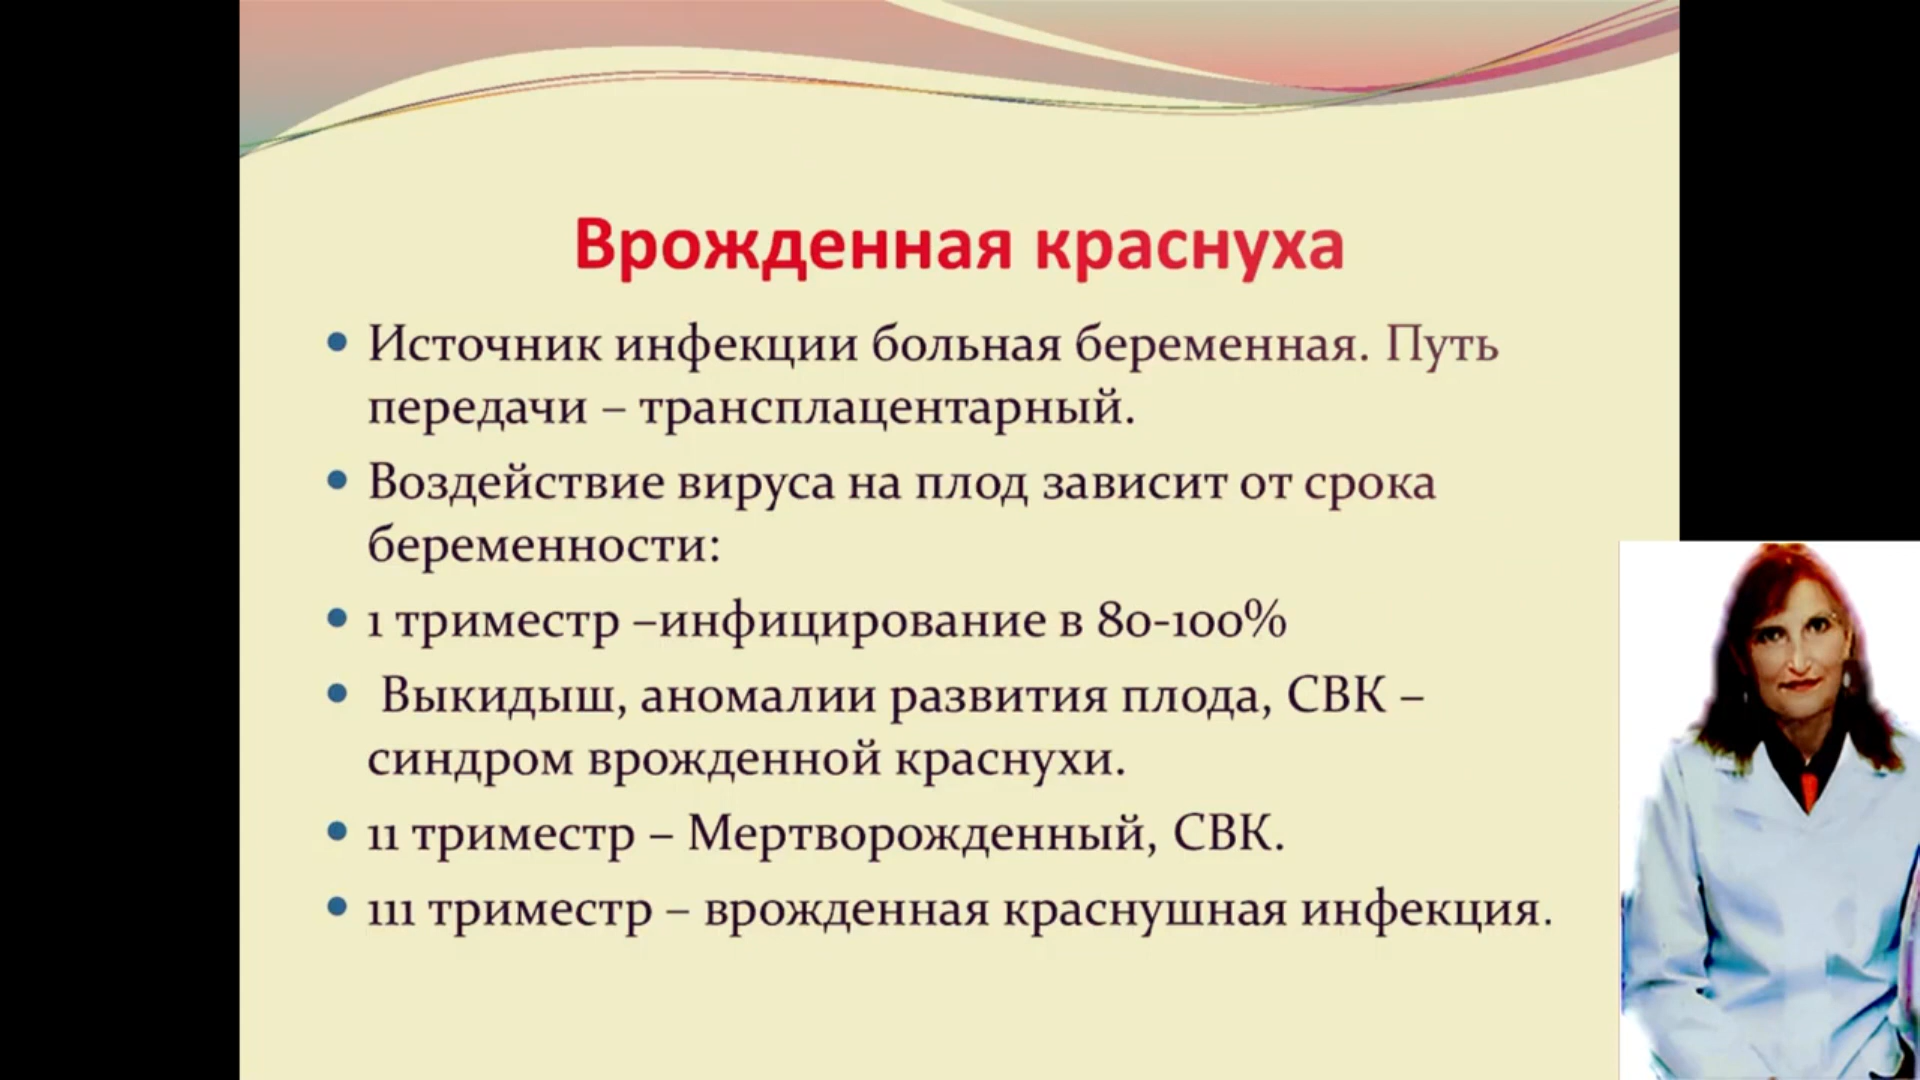 Врожденная краснуха
• Источник инфекции больная беременная. Путь
передачи – трансплацентарный.
• Воздействие вируса на плод зависит от срока
беременности:
• 1 триместр –инфицирование в 80-100%
• Выкидыш, аномалии развития плода, СВК –
синдром врожденной краснухи.
• 11 триместр – Мертворожденный, СВК.
• 111 триместр – врожденная краснушная инфекция.